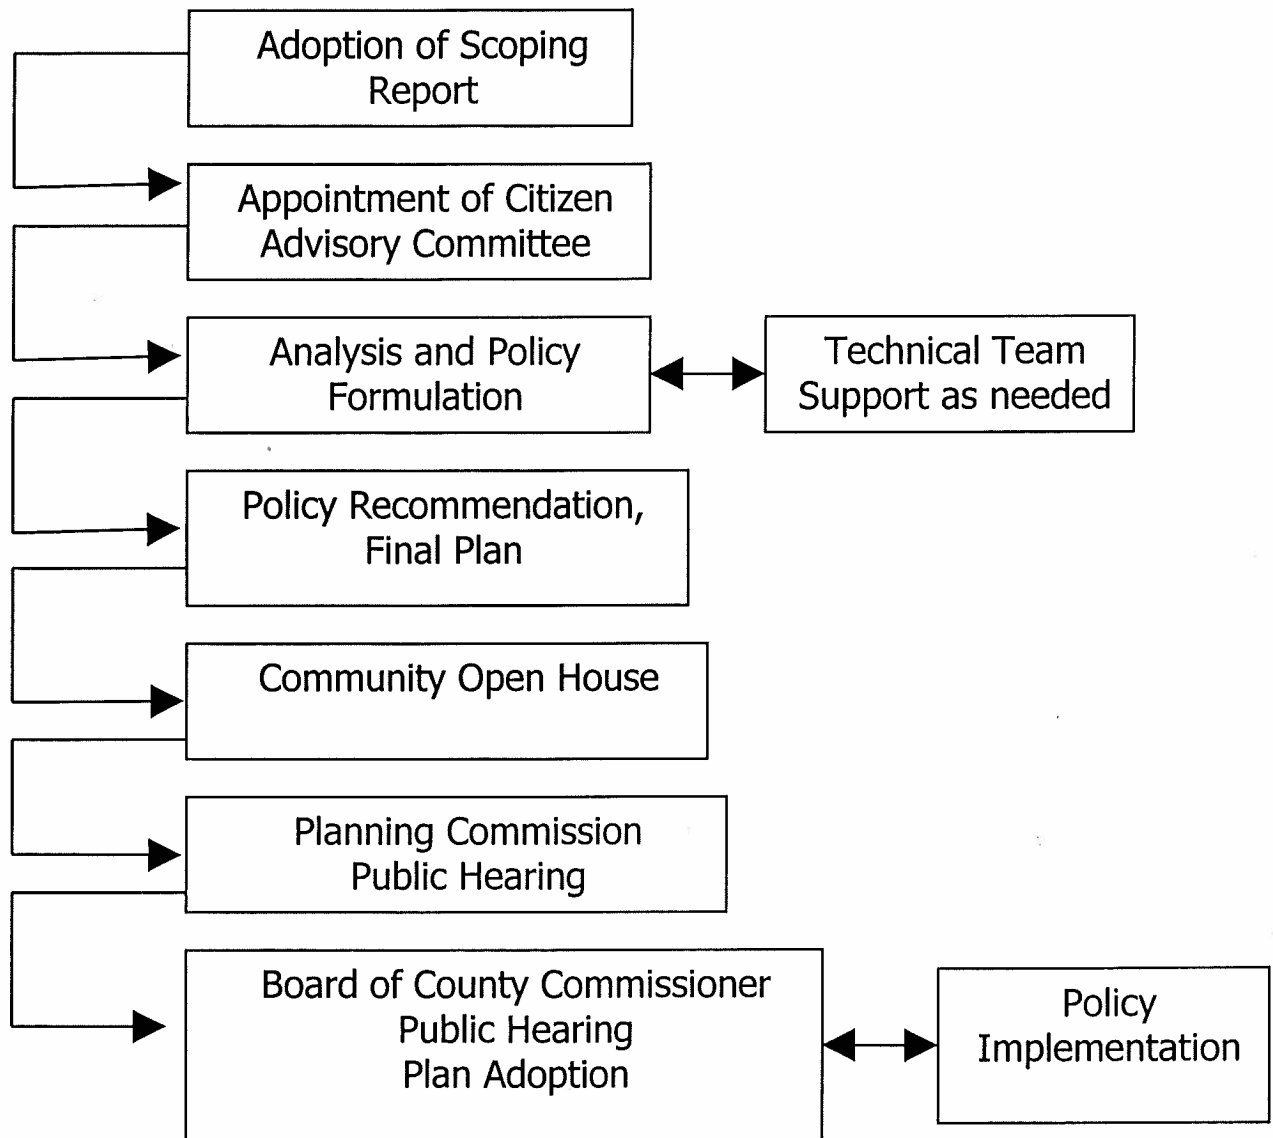 Adoption of Scoping
Report
Appointment of Citizen
Advisory Committee
Analysis and Policy
Formulation
Technical Team
Support as needed
Policy Recommendation,
Final Plan
Community Open House
Planning Commission
Public Hearing
Board of County Commissioner
Public Hearing
Plan Adoption
Policy
Implementation